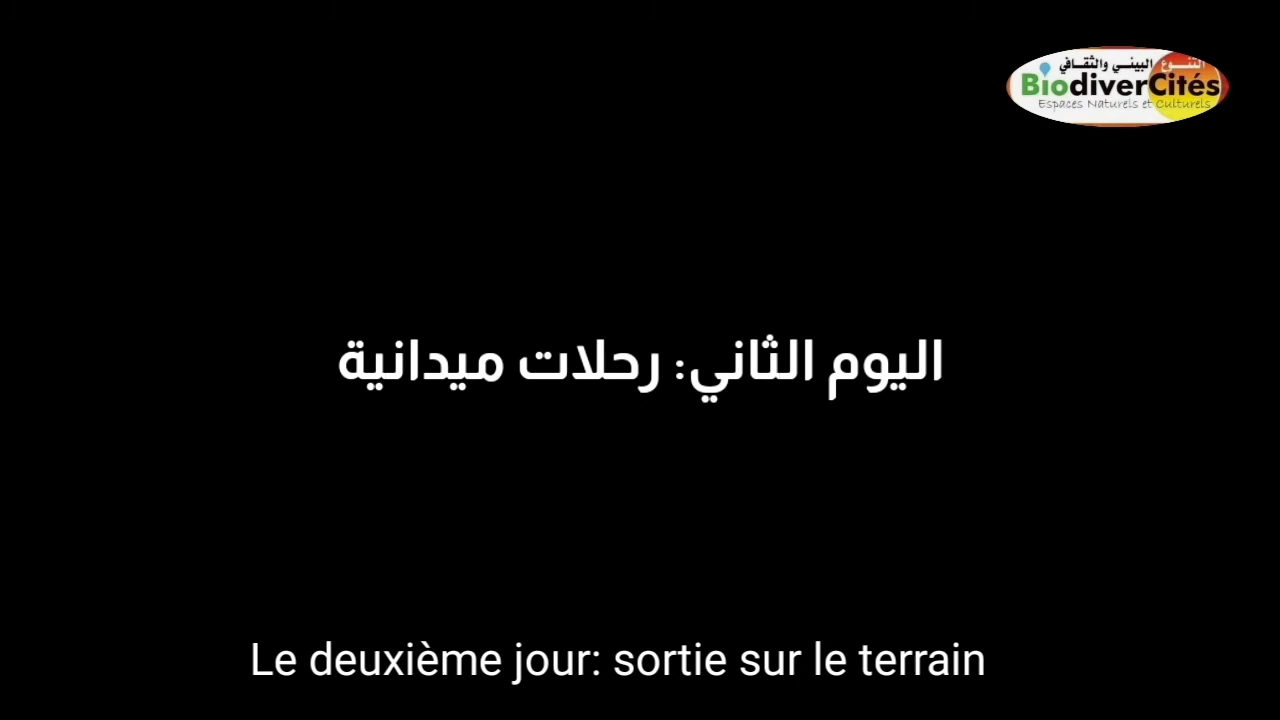 التنوع البيئي والثقافي
BiodiverCités
Espaces Naturels et Culturels
اليوم الثاني: رحلات ميدانية
Le deuxième jour: sortie sur le terrain